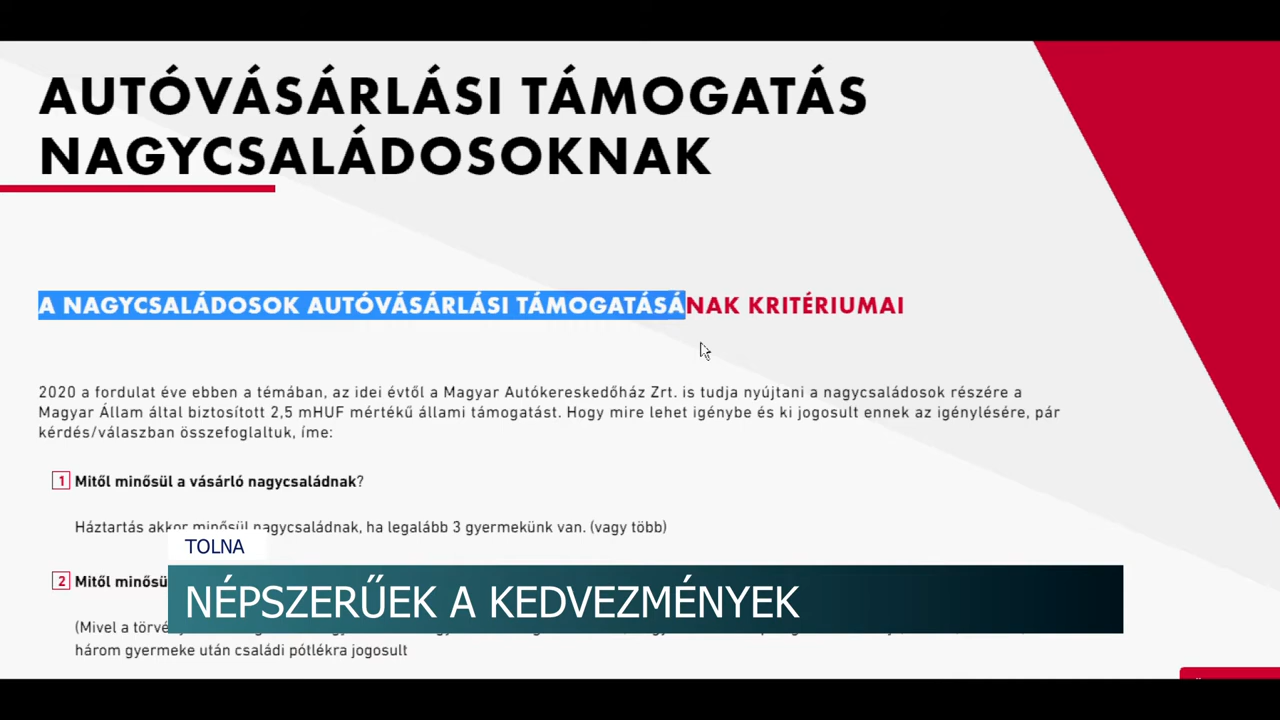 AUTÓVÁSÁRLÁSI TÁMOGATÁS
NAGYCSALÁDOSOKNAK
A NAGYCSALÁDOSOK AUTÓVÁSÁRLÁSI TÁMOGATÁSÁNAK KRITÉRIUMAI
2020 a fordulat éve ebben a témában, az idei évtől a Magyar Autókereskedőház Zrt. is tudja nyújtani a nagycsaládosok részére a
Magyar Állam által biztosított 2,5 mHUF mértékű állami támogatást. Hogy mire lehet igénybe és ki jogosult ennek az igénylésére, pár
kérdés/válaszban összefoglaltuk, íme:
1 Mitől minősül a vásárló nagycsaládnak?
Háztartás akkor minősül nagycsaládnak, ha legalább 3 gyermekünk van. (vagy több)
TOLNA
2 Mitől
NÉPSZERŰEK A KEDVEZMÉNYEK
(Mivel a
három gyermeke után családi pótlékra jogosult